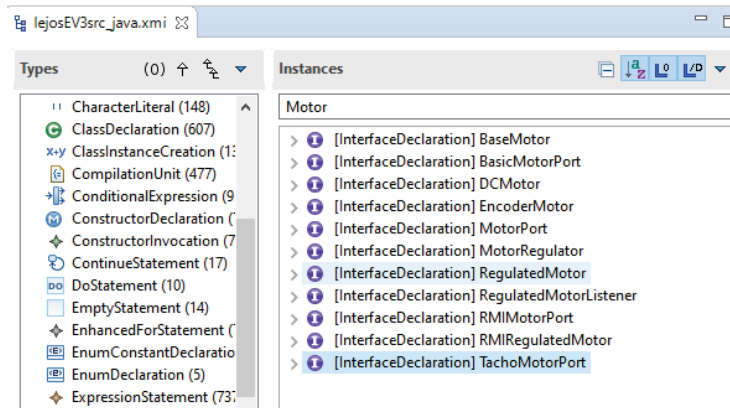 lejosEV3src_java.xmi
Types (0)
CharacterLiteral (148)
ClassDeclaration (607)
x+y ClassInstanceCreation (13
CompilationUnit (477)
ConditionalExpression (9
ConstructorDeclaration (
ConstructorInvocation (7
ContinueStatement (17)
DO DoStatement (10)
EmptyStatement (14)
EnhancedForStatement (
EnumConstantDeclaratio
EnumDeclaration (5)
ExpressionStatement (737
Instances
Motor
[InterfaceDeclaration] BaseMotor
[InterfaceDeclaration] BasicMotorPort
[InterfaceDeclaration] DCMotor
[InterfaceDeclaration] EncoderMotor
[InterfaceDeclaration] MotorPort
[InterfaceDeclaration] MotorRegulator
[InterfaceDeclaration] RegulatedMotor
[InterfaceDeclaration] RegulatedMotorListener
[InterfaceDeclaration] RMIMotorPort
[InterfaceDeclaration] RMIRegulatedMotor
[InterfaceDeclaration] TachoMotorPort